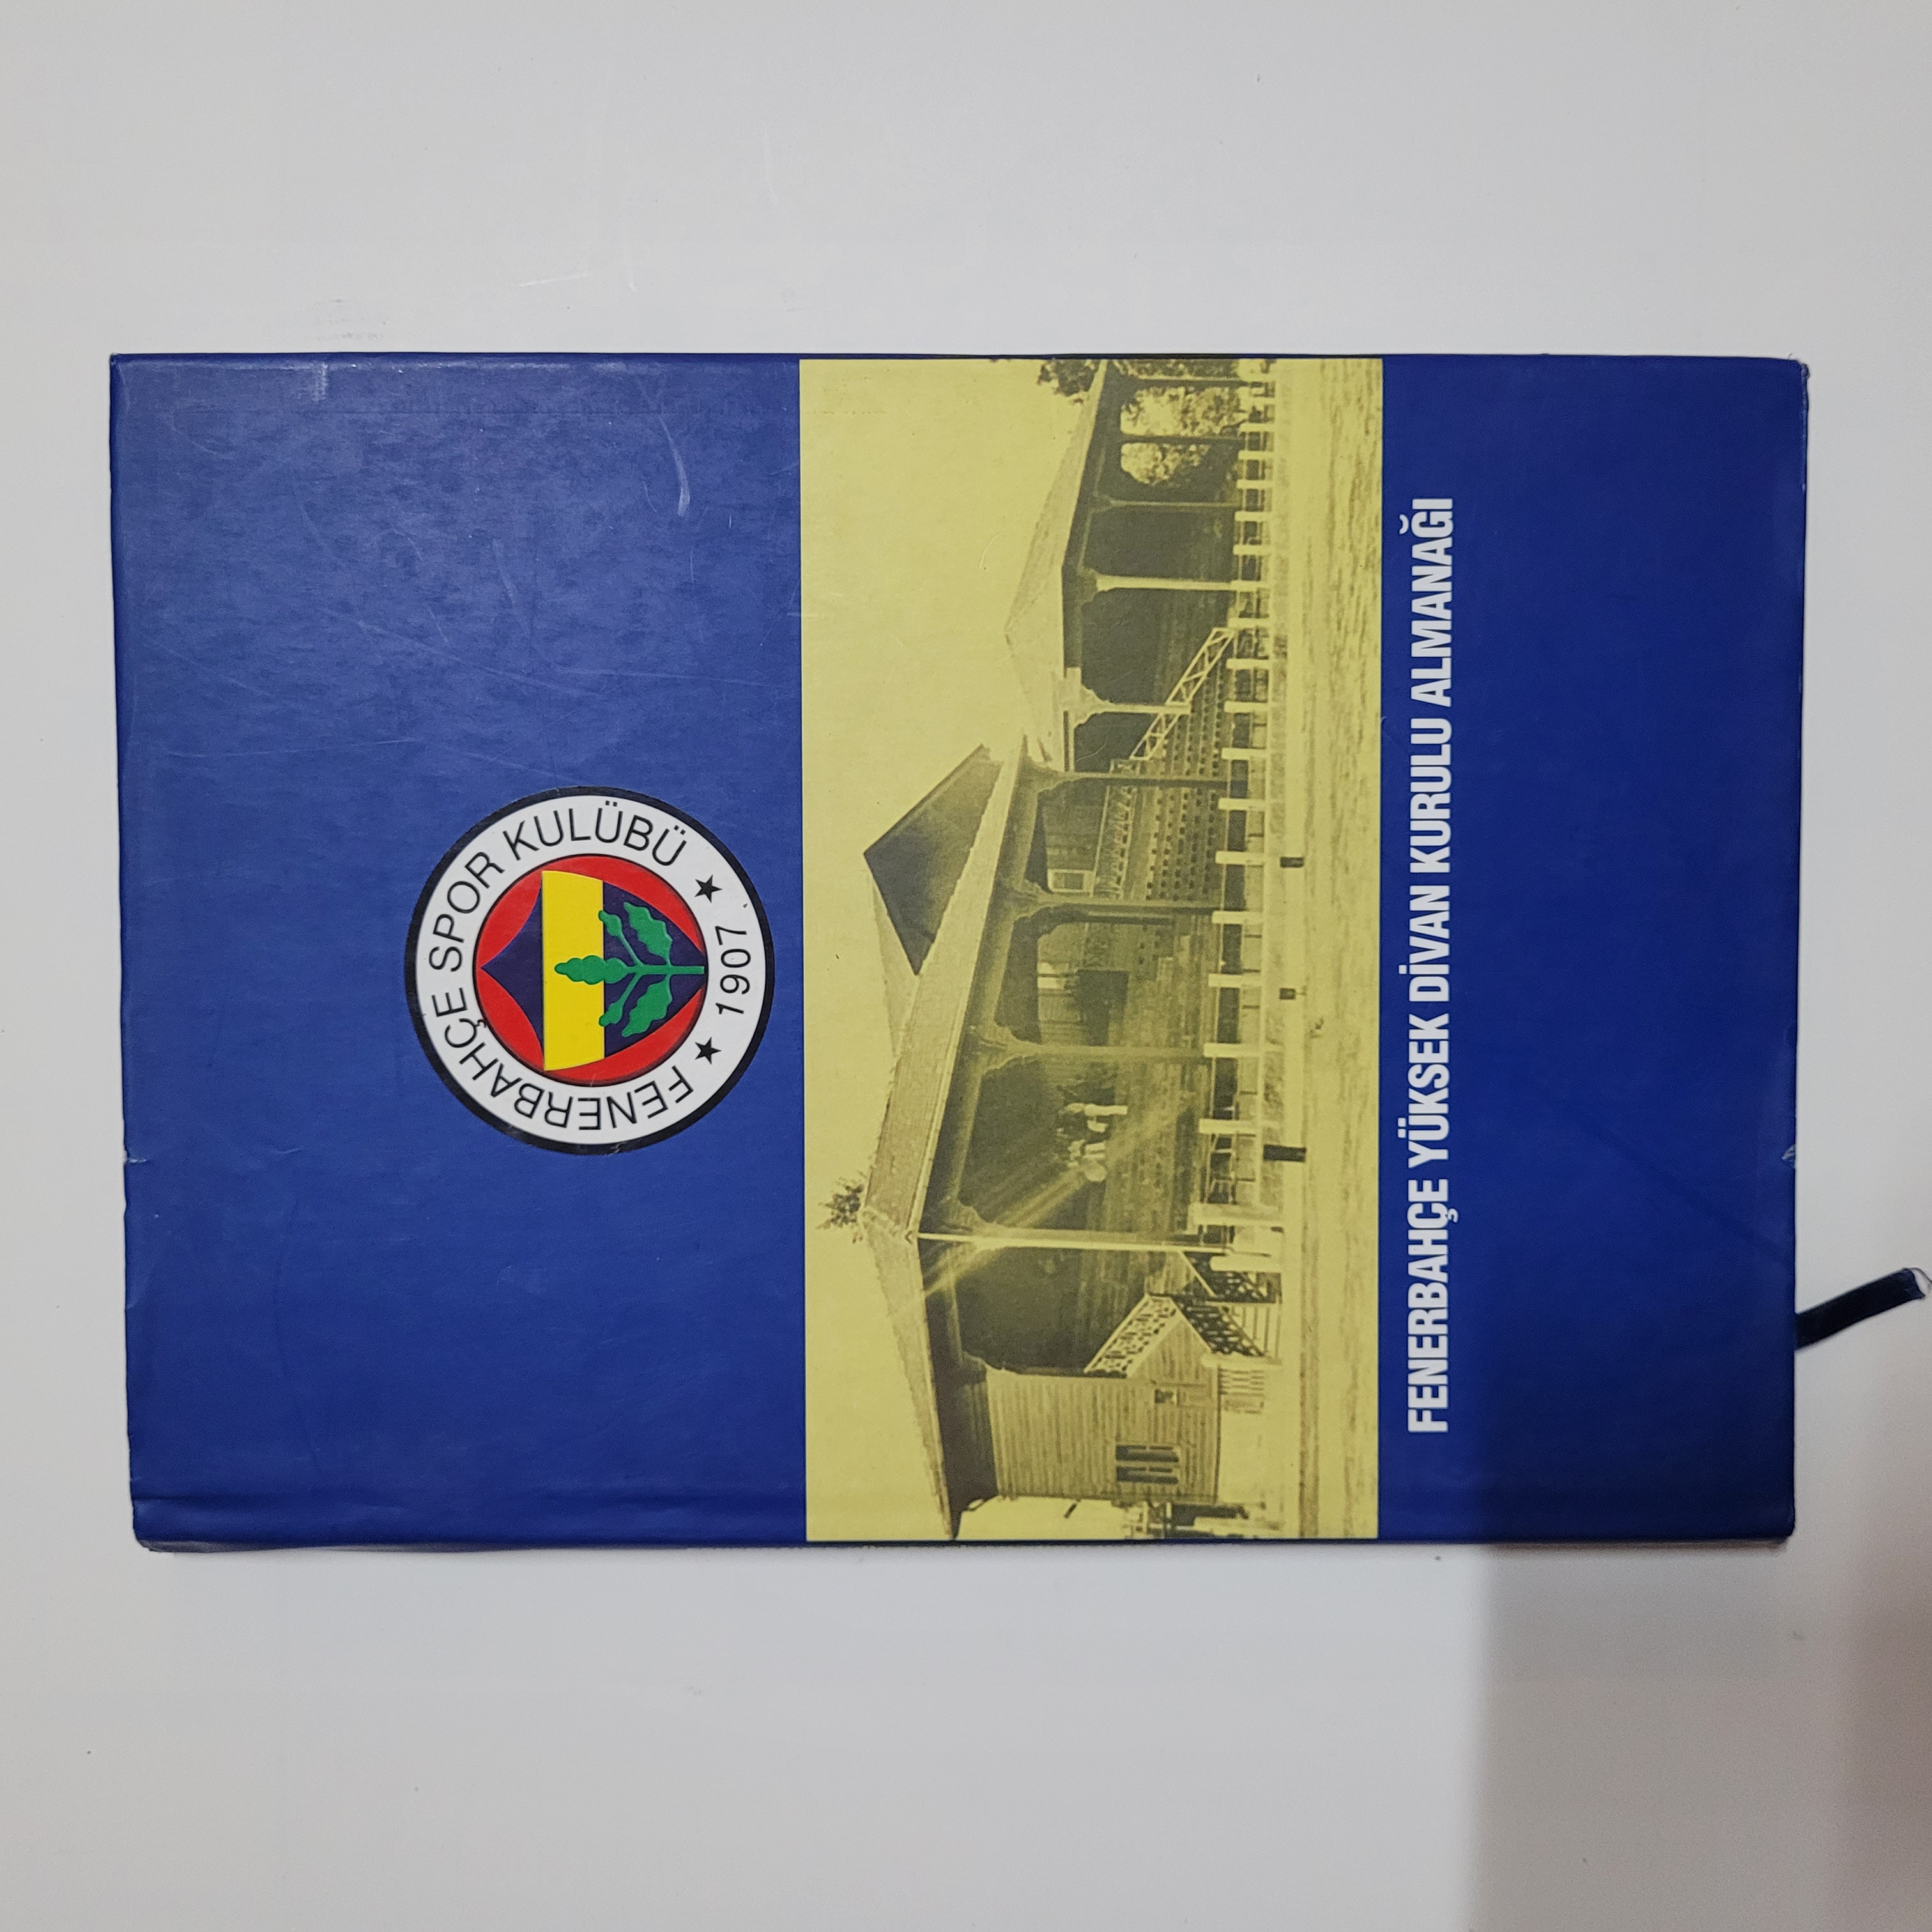 FENERBAHÇE SPOR KULÜBÜ
★ 1907 ★
FENERBAHÇE YÜKSEK DİVAN KURULU ALMANAĞI